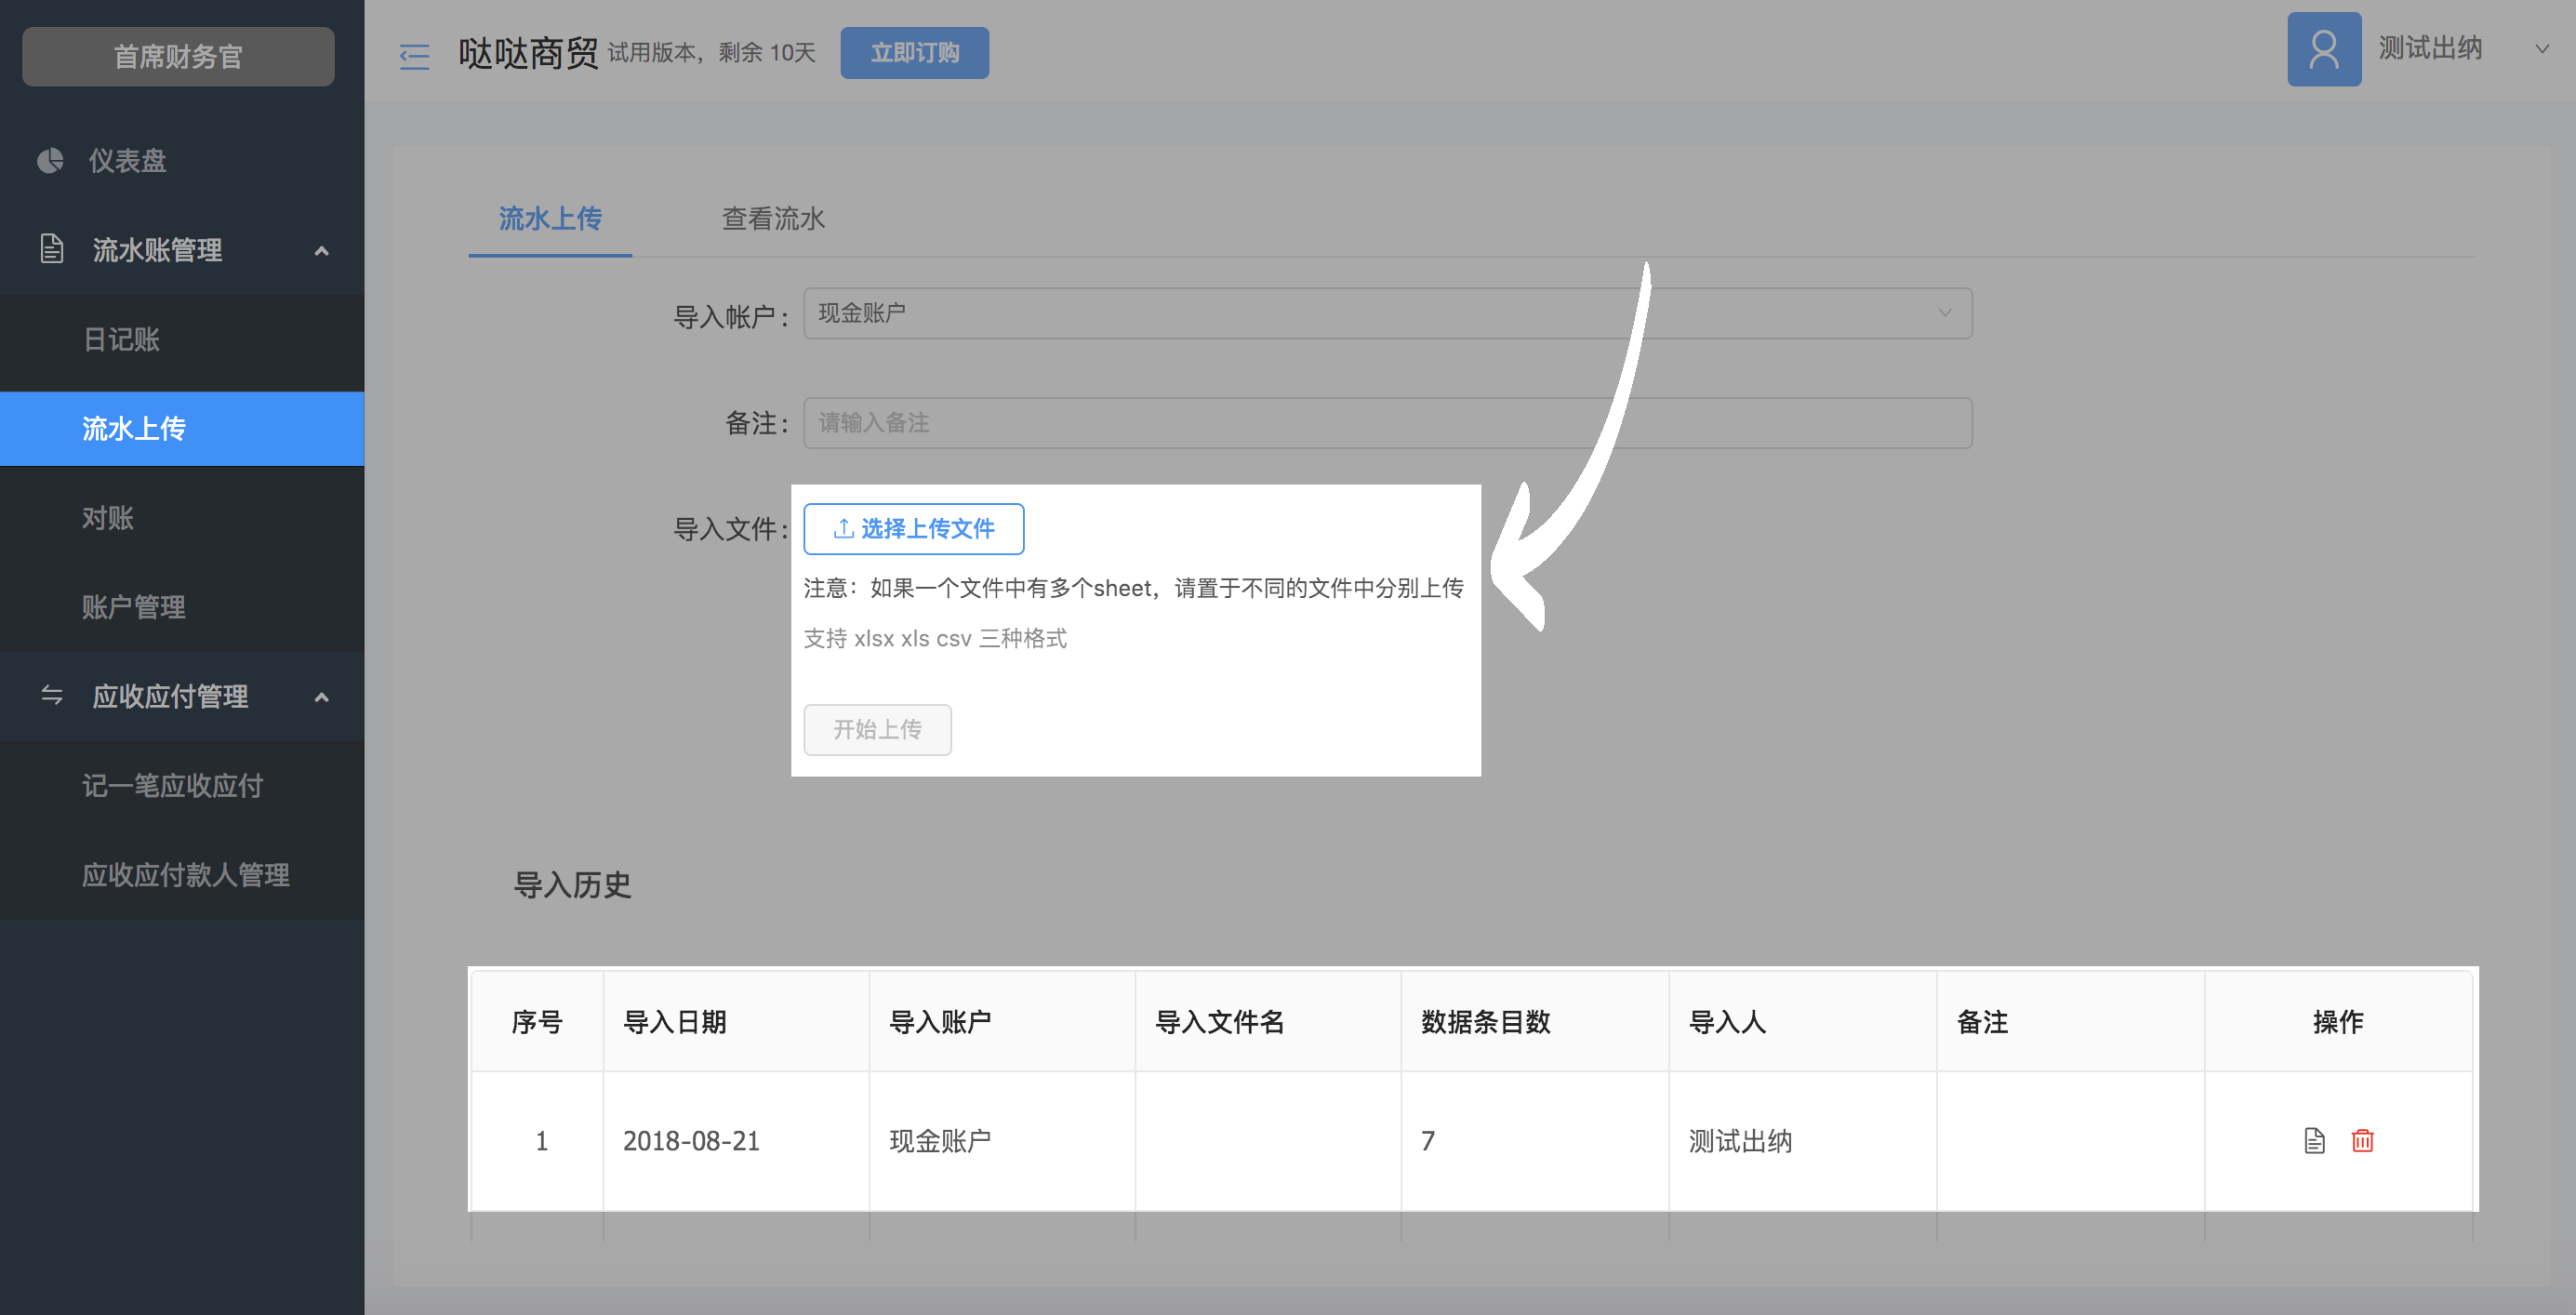 首席财务官
仪表盘
流水账管理
日记账
流水上传
对账
账户管理
应收应付管理
记一笔应收应付
应收应付款人管理
哒哒商贸 试用版本，剩余 10天 立即订购
测试出纳
流水上传 查看流水
导入帐户： 现金账户
备注： 请输入备注
导入文件： 选择上传文件
注意：如果一个文件中有多个sheet，请置于不同的文件中分别上传
支持 xlsx xls csv 三种格式
开始上传
导入历史
序号 导入日期 导入账户 导入文件名 数据条目数 导入人 备注 操作
1 2018-08-21 现金账户 7 测试出纳